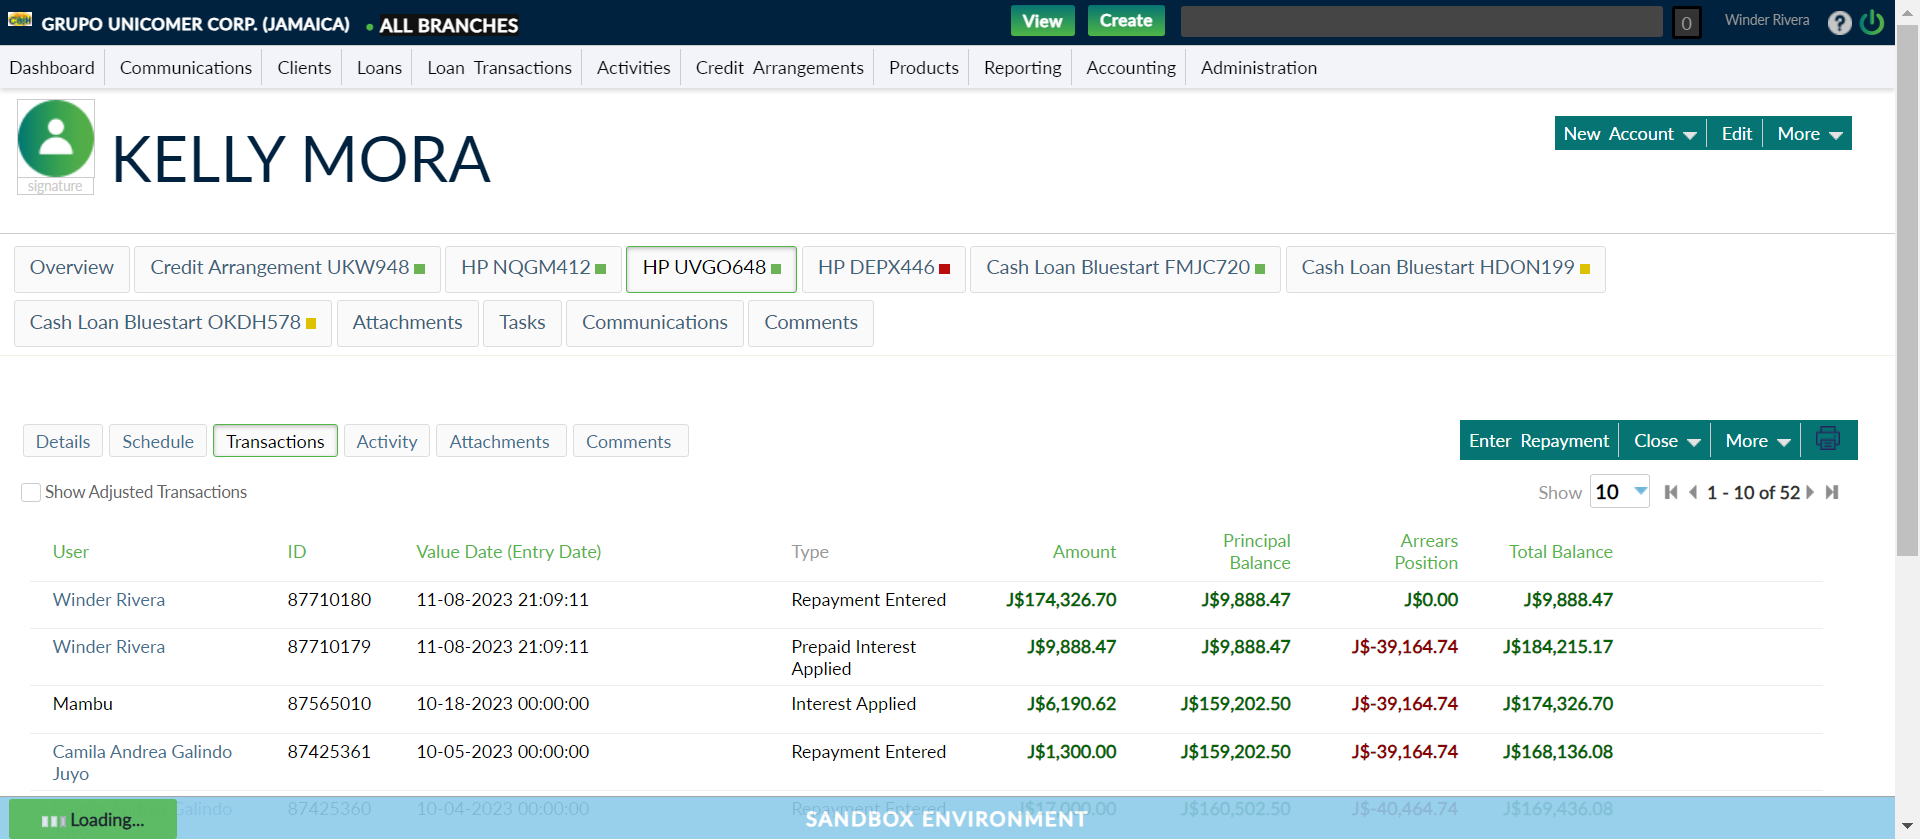 GRUPO UNICOMER CORP. (JAMAICA) • ALL BRANCHES View Create 0 Winder Rivera ?
Dashboard Communications Clients Loans Loan Transactions Activities Credit Arrangements Products Reporting Accounting Administration
signature
KELLY MORA
New Account Edit More
Overview Credit Arrangement UKW948 HP NQGM412 HP UVGO648 HP DEPX446 Cash Loan Bluestart FMJC720 Cash Loan Bluestart HDON199
Cash Loan Bluestart OKDH578 Attachments Tasks Communications Comments
Details Schedule Transactions Activity Attachments Comments
Enter Repayment Close More
Show Adjusted Transactions
Show 10 1 - 10 of 52
User ID Value Date (Entry Date) Type Amount Principal Balance Arrears Position Total Balance
Winder Rivera 87710180 11-08-2023 21:09:11 Repayment Entered J$174,326.70 J$9,888.47 J$0.00 J$9,888.47
Winder Rivera 87710179 11-08-2023 21:09:11 Prepaid Interest Applied J$9,888.47 J$9,888.47 J$-39,164.74 J$184,215.17
Mambu 87565010 10-18-2023 00:00:00 Interest Applied J$6,190.62 J$159,202.50 J$-39,164.74 J$174,326.70
Camila Andrea Galindo Juyo 87425361 10-05-2023 00:00:00 Repayment Entered J$1,300.00 J$159,202.50 J$-39,164.74 J$168,136.08
Galindo 87425360 10-04-2023 00:00:00 Repayment Entered J$17,000.00 J$160,502.50 J$-40,464.74 J$169,436.08
Loading...
SANDBOX ENVIRONMENT